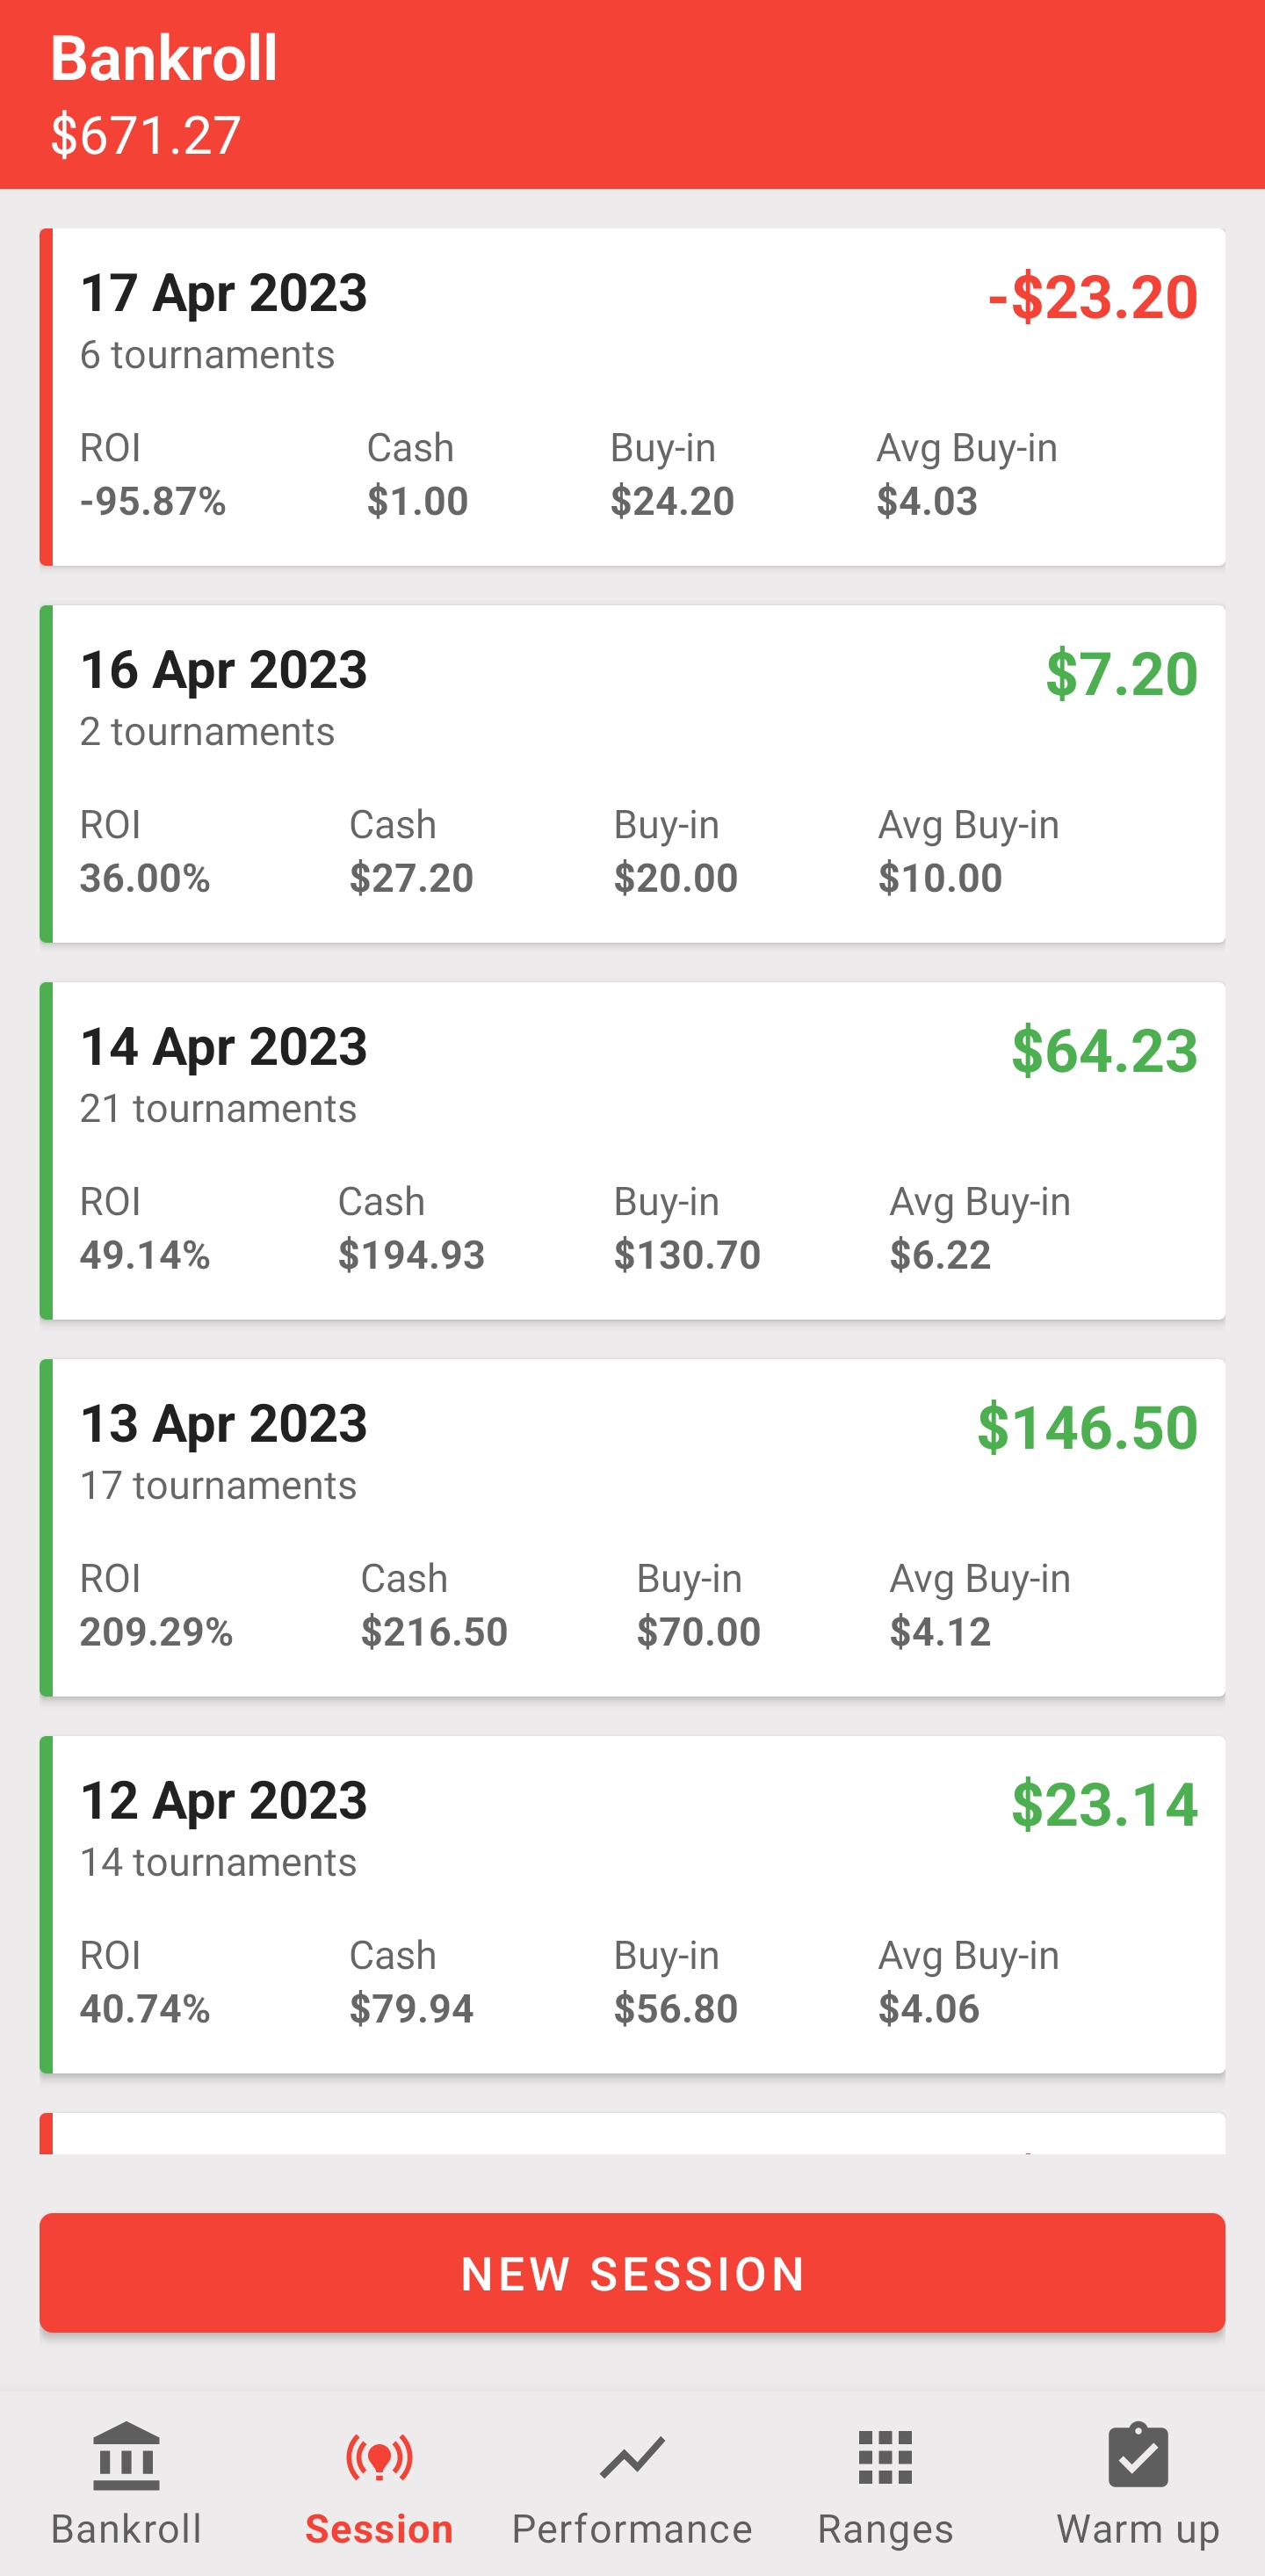 Bankroll
$671.27
17 Apr 2023 -$23.20
6 tournaments
ROI Cash Buy-in Avg Buy-in
-95.87% $1.00 $24.20 $4.03
16 Apr 2023 $7.20
2 tournaments
ROI Cash Buy-in Avg Buy-in
36.00% $27.20 $20.00 $10.00
14 Apr 2023 $64.23
21 tournaments
ROI Cash Buy-in Avg Buy-in
49.14% $194.93 $130.70 $6.22
13 Apr 2023 $146.50
17 tournaments
ROI Cash Buy-in Avg Buy-in
209.29% $216.50 $70.00 $4.12
12 Apr 2023 $23.14
14 tournaments
ROI Cash Buy-in Avg Buy-in
40.74% $79.94 $56.80 $4.06
NEW SESSION
Bankroll Session Performance Ranges Warm up